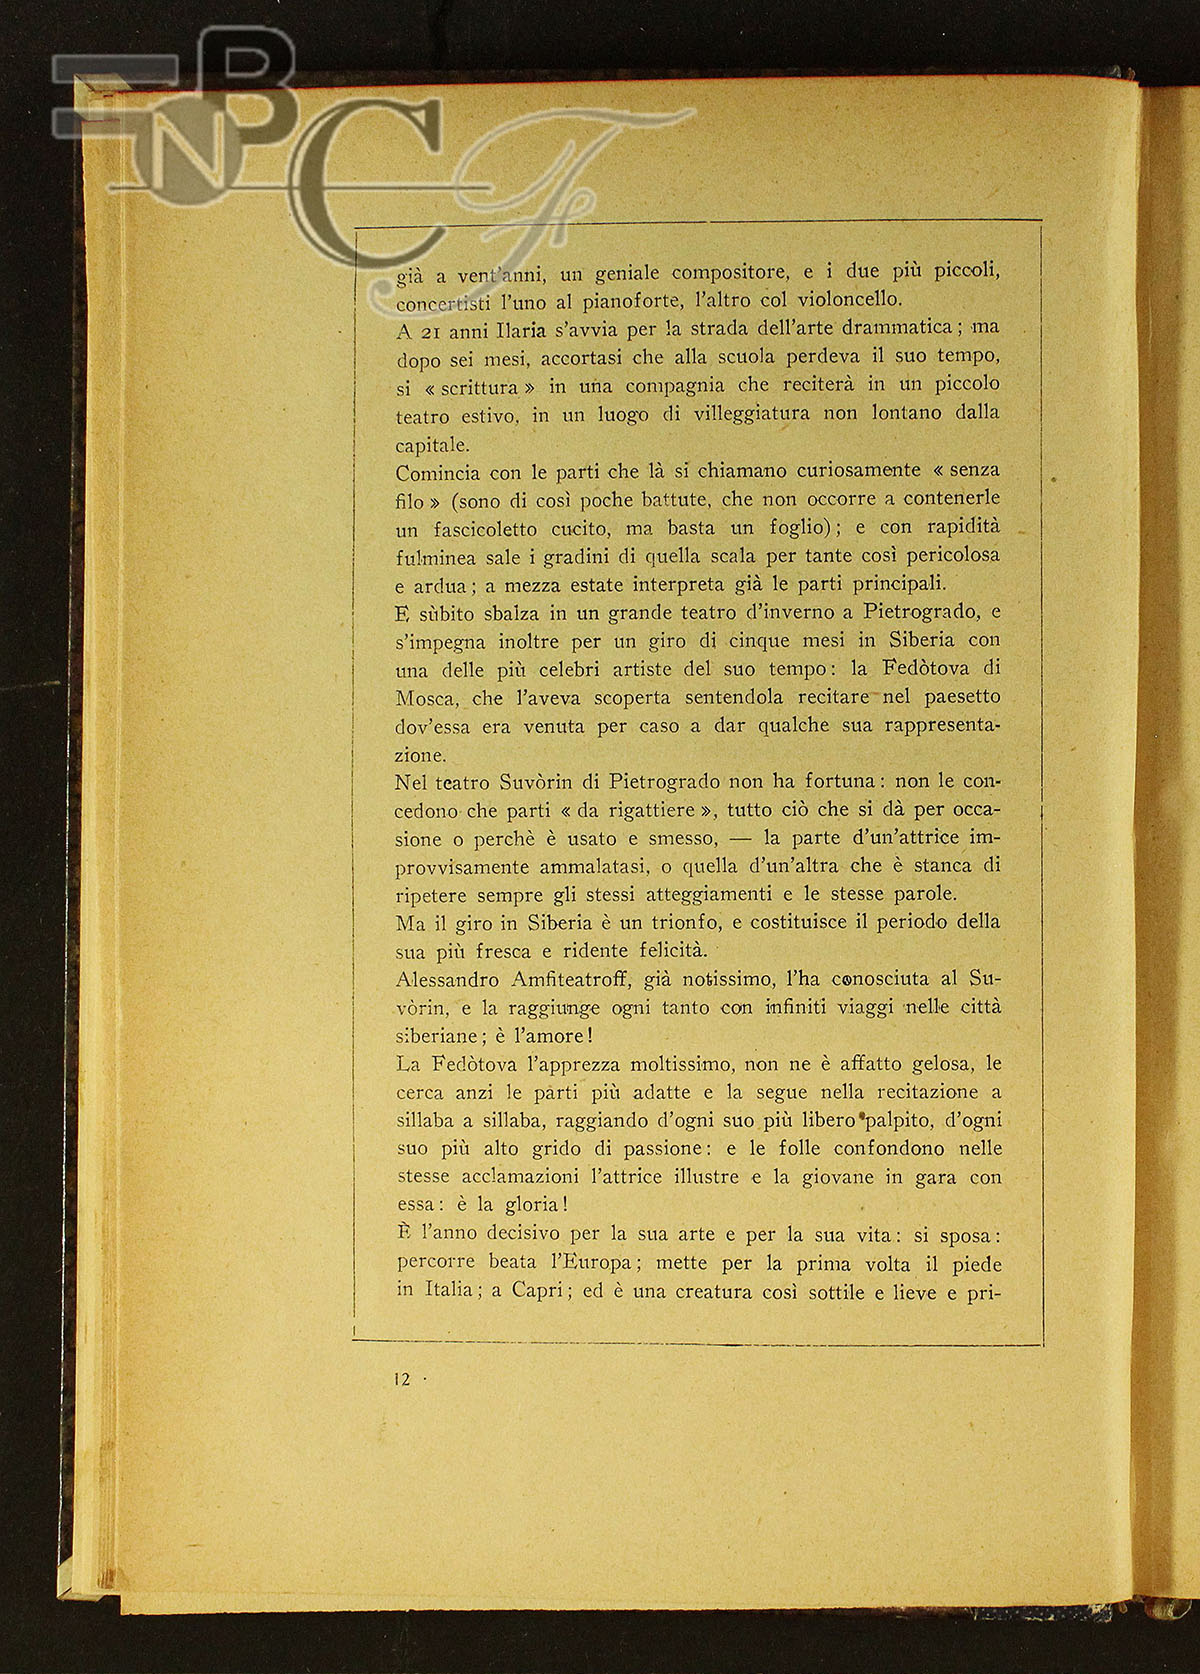 già a vent'anni, un geniale compositore, e i due più piccoli,
concertisti l'uno al pianoforte, l'altro col violoncello.
A 21 anni Ilaria s'avvia per la strada dell'arte drammatica; ma
dopo sei mesi, accortasi che alla scuola perdeva il suo tempo,
si « scrittura » in una compagnia che reciterà in un piccolo
teatro estivo, in un luogo di villeggiatura non lontano dalla
capitale.
Comincia con le parti che là si chiamano curiosamente « senza
filo » (sono di così poche battute, che non occorre a contenerle
un fascicoletto cucito, ma basta un foglio); e con rapidità
fulminea sale i gradini di quella scala per tante così pericolosa
e ardua; a mezza estate interpreta già le parti principali.
E sùbito sbalza in un grande teatro d'inverno a Pietrogrado, e
s'impegna inoltre per un giro di cinque mesi in Siberia con
una delle più celebri artiste del suo tempo: la Fedòtova di
Mosca, che l'aveva scoperta sentendola recitare nel paesetto
dov'essa era venuta per caso a dar qualche sua rappresenta-
zione.
Nel teatro Suvòrin di Pietrogrado non ha fortuna: non le con-
cedono che parti « da rigattiere », tutto ciò che si dà per occa-
sione o perchè è usato e smesso, — la parte d'un'attrice im-
provvisamente ammalatasi, o quella d'un'altra che è stanca di
ripetere sempre gli stessi atteggiamenti e le stesse parole.
Ma il giro in Siberia è un trionfo, e costituisce il periodo della
sua più fresca e ridente felicità.
Alessandro Amfiteatroff, già notissimo, l'ha conosciuta al Su-
vòrin, e la raggiunge ogni tanto con infiniti viaggi nelle città
siberiane; è l'amore!
La Fedòtova l'apprezza moltissimo, non ne è affatto gelosa, le
cerca anzi le parti più adatte e la segue nella recitazione a
sillaba a sillaba, raggiando d'ogni suo più libero palpito, d'ogni
suo più alto grido di passione: e le folle confondono nelle
stesse acclamazioni l'attrice illustre e la giovane in gara con
essa: è la gloria!
È l'anno decisivo per la sua arte e per la sua vita: si sposa:
percorre beata l'Europa; mette per la prima volta il piede
in Italia; a Capri; ed è una creatura così sottile e lieve e pri-
12